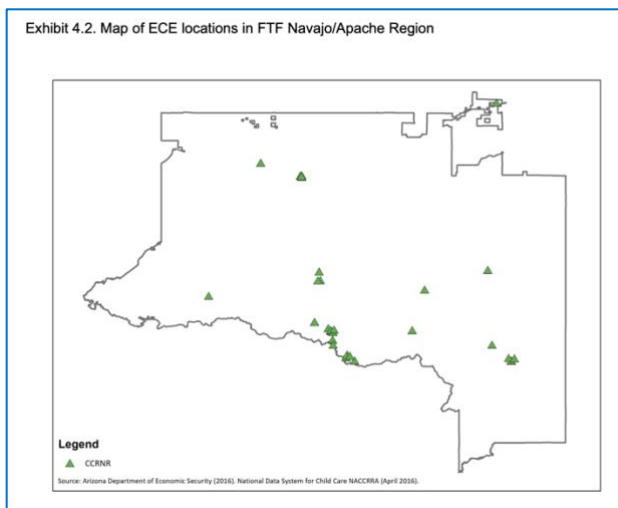 Exhibit 4.2. Map of ECE locations in FTF Navajo/Apache Region
Legend
CCRNR
Source: Arizona Department of Economic Security (2016). National Data System for Child Care NACCRRA (April 2016).